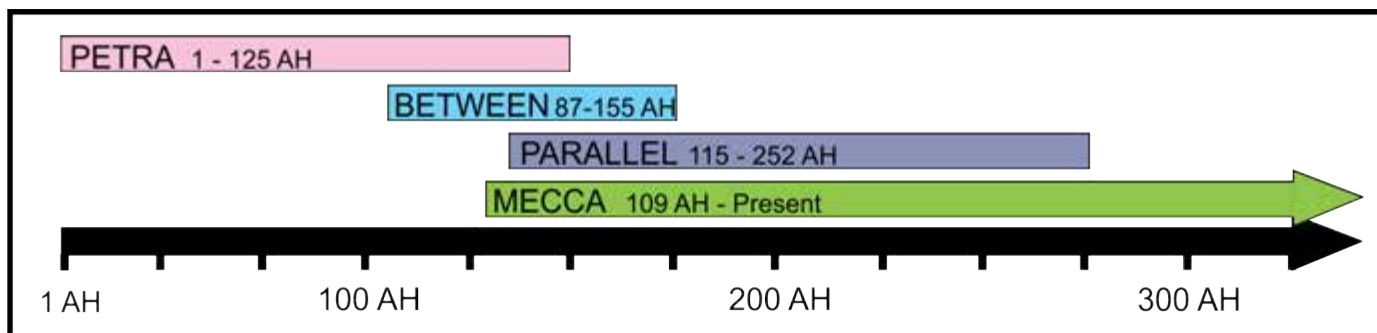 PETRA 1 - 125 AH
BETWEEN 87-155 AH
PARALLEL 115 - 252 AH
MECCA 109 AH - Present
1 AH 100 AH 200 AH 300 AH